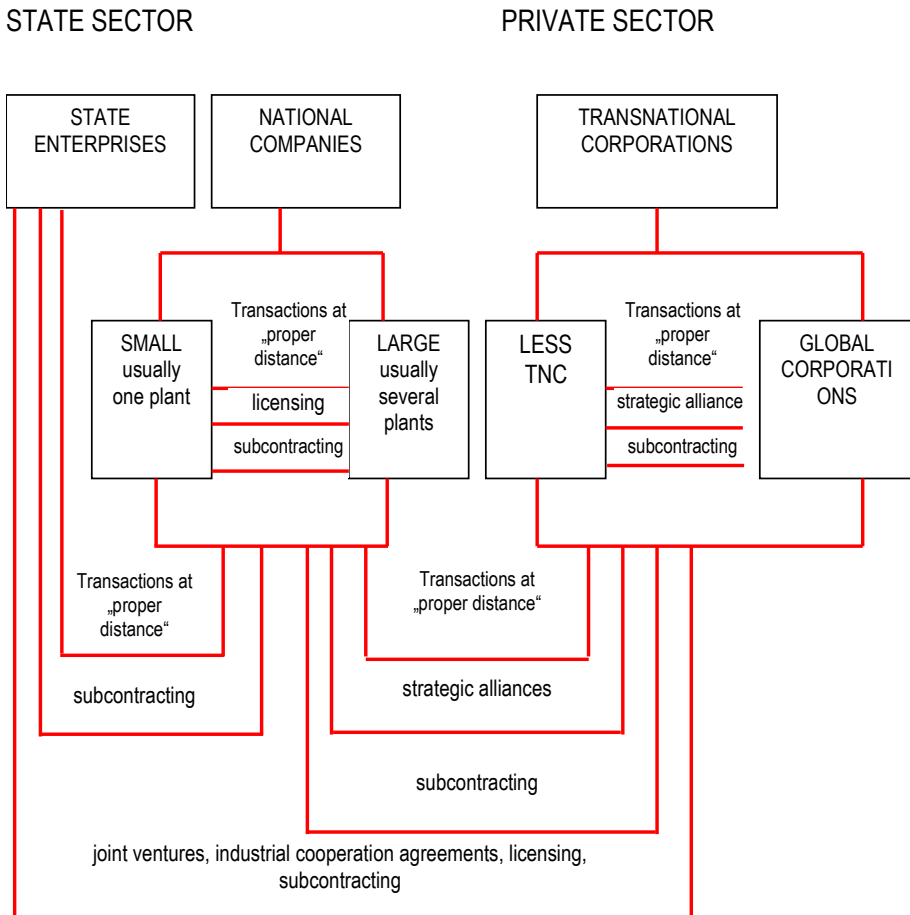 STATE SECTOR
PRIVATE SECTOR
STATE
ENTERPRISES
NATIONAL
COMPANIES
TRANSNATIONAL
CORPORATIONS
SMALL
usually
one plant
Transactions at
„proper
distance“
licensing
subcontracting
LARGE
usually
several
plants
LESS
TNC
Transactions at
„proper
distance“
strategic alliance
subcontracting
GLOBAL
CORPORATI
ONS
Transactions at
„proper
distance“
subcontracting
Transactions at
„proper distance“
strategic alliances
subcontracting
joint ventures, industrial cooperation agreements, licensing,
subcontracting